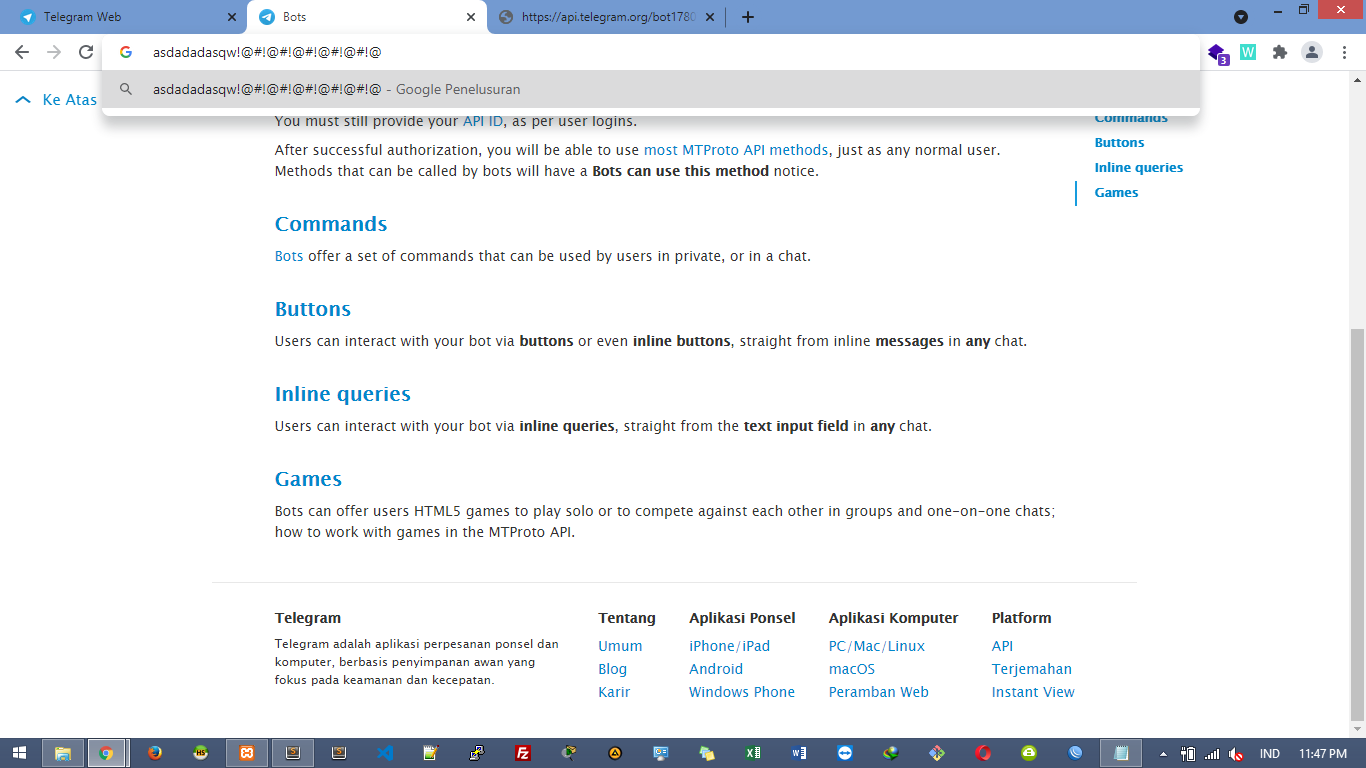 Telegram Web
Bots
https://api.telegram.org/bot1780
asdadadasqw!@#!@#!@#!@#!@#!@
3
asdadadasqw!@#!@#!@#!@#!@#!@ - Google Penelusuran
Ke Atas
You must still provide your API ID, as per user logins.
After successful authorization, you will be able to use most MTProto API methods, just as any normal user.
Methods that can be called by bots will have a Bots can use this method notice.
Commands
Buttons
Inline queries
Games
Commands
Bots offer a set of commands that can be used by users in private, or in a chat.
Buttons
Users can interact with your bot via buttons or even inline buttons, straight from inline messages in any chat.
Inline queries
Users can interact with your bot via inline queries, straight from the text input field in any chat.
Games
Bots can offer users HTML5 games to play solo or to compete against each other in groups and one-on-one chats;
how to work with games in the MTProto API.
Telegram
Telegram adalah aplikasi perpesanan ponsel dan
komputer, berbasis penyimpanan awan yang
fokus pada keamanan dan kecepatan.
Tentang
Umum
Blog
Karir
Aplikasi Ponsel
iPhone/iPad
Android
Windows Phone
Aplikasi Komputer
PC/Mac/Linux
macOS
Peramban Web
Platform
API
Terjemahan
Instant View
IND
11:47 PM